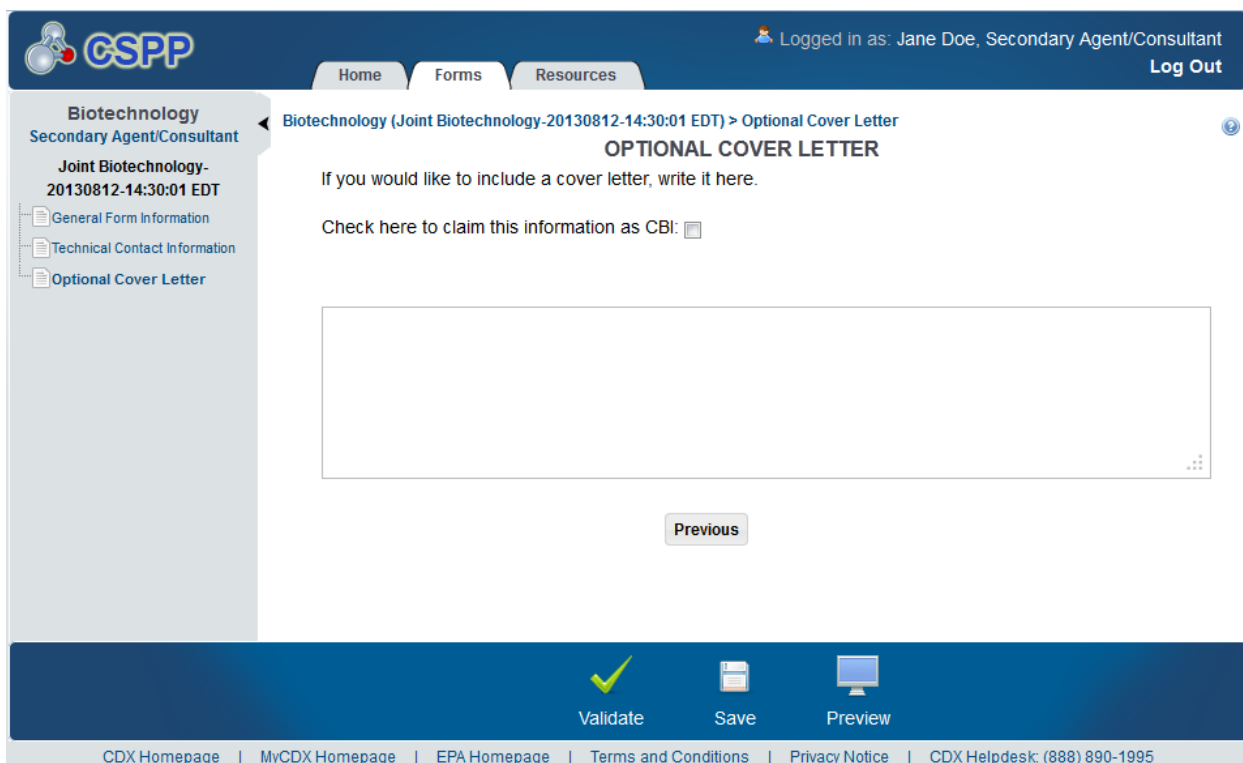 CSPP
Logged in as: Jane Doe, Secondary Agent/Consultant
Log Out
Home Forms Resources
Biotechnology
Secondary Agent/Consultant
Joint Biotechnology-
20130812-14:30:01 EDT
General Form Information
Technical Contact Information
Optional Cover Letter
Biotechnology (Joint Biotechnology-20130812-14:30:01 EDT) > Optional Cover Letter
OPTIONAL COVER LETTER
If you would like to include a cover letter, write it here.
Check here to claim this information as CBI:
Previous
Validate Save Preview
CDX Homepage | MyCDX Homepage | EPA Homepage | Terms and Conditions | Privacy Notice | CDX Helpdesk: (888) 890-1995